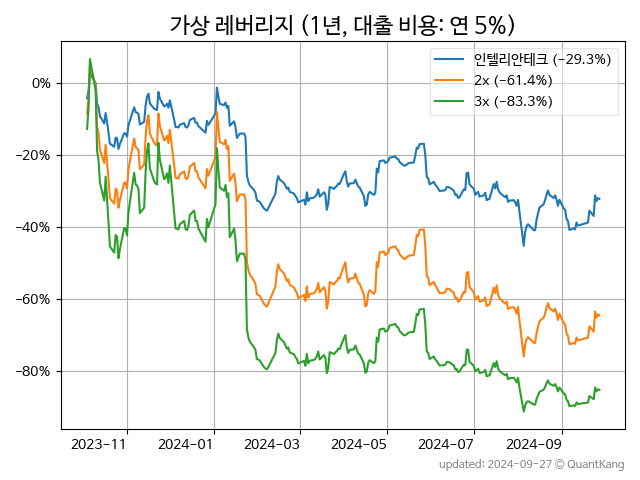 가상 레버리지 (1년, 대출 비용: 연 5%)
인텔리안테크 (−29.3%)
2x (−61.4%)
3x (−83.3%)
0%
−20%
−40%
−60%
−80%
2023-11 2024-01 2024-03 2024-05 2024-07 2024-09
updated: 2024-09-27 © QuantKang